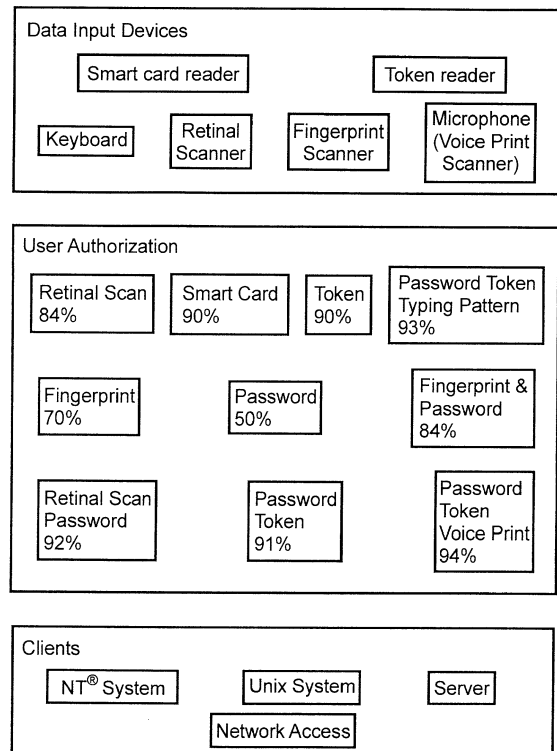 Data Input Devices
Smart card reader
Token reader
Keyboard
Retinal
Scanner
Fingerprint
Scanner
Microphone
(Voice Print
Scanner)
User Authorization
Retinal Scan
84%
Smart Card
90%
Token
90%
Password Token
Typing Pattern
93%
Fingerprint
70%
Password
50%
Fingerprint &
Password
84%
Retinal Scan
Password
92%
Password
Token
91%
Password
Token
Voice Print
94%
Clients
NT® System
Unix System
Server
Network Access